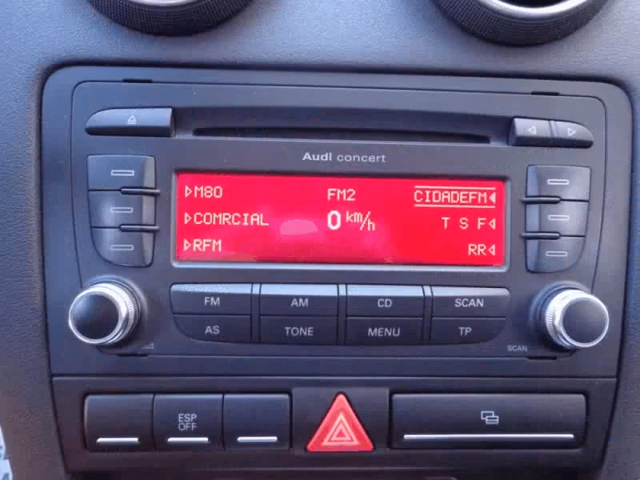 Audi concert
M80 FM2 CIDADEFM
COMRCIAL 0 km/h T S F
RFM RR
FM AM CD SCAN
AS TONE MENU TP
SCAN
ESP
OFF